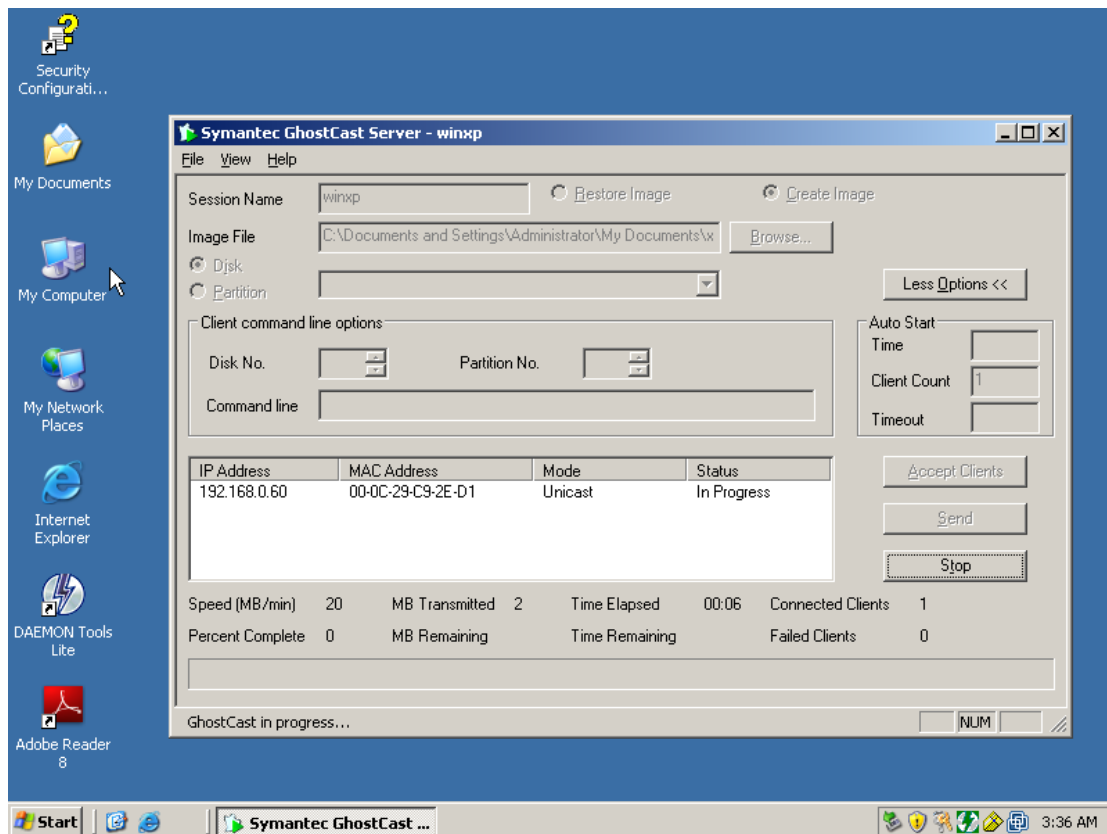 Security
Configurati...
My Documents
My Computer
My Network
Places
Internet
Explorer
DAEMON Tools
Lite
Adobe Reader
8
Symantec GhostCast Server - winxp
File View Help
Session Name winxp Restore Image Create Image
Image File C:\Documents and Settings\Administrator\My Documents\x Browse...
Disk
Partition
Less Options <<
Client command line options
Disk No. Partition No.
Command line
Auto Start
Time
Client Count 1
Timeout
IP Address MAC Address Mode Status
192.168.0.60 00-0C-29-C9-2E-D1 Unicast In Progress
Accept Clients
Send
Stop
Speed (MB/min) 20 MB Transmitted 2 Time Elapsed 00:06 Connected Clients 1
Percent Complete 0 MB Remaining Time Remaining Failed Clients 0
GhostCast in progress... NUM
Start Symantec GhostCast ... 3:36 AM